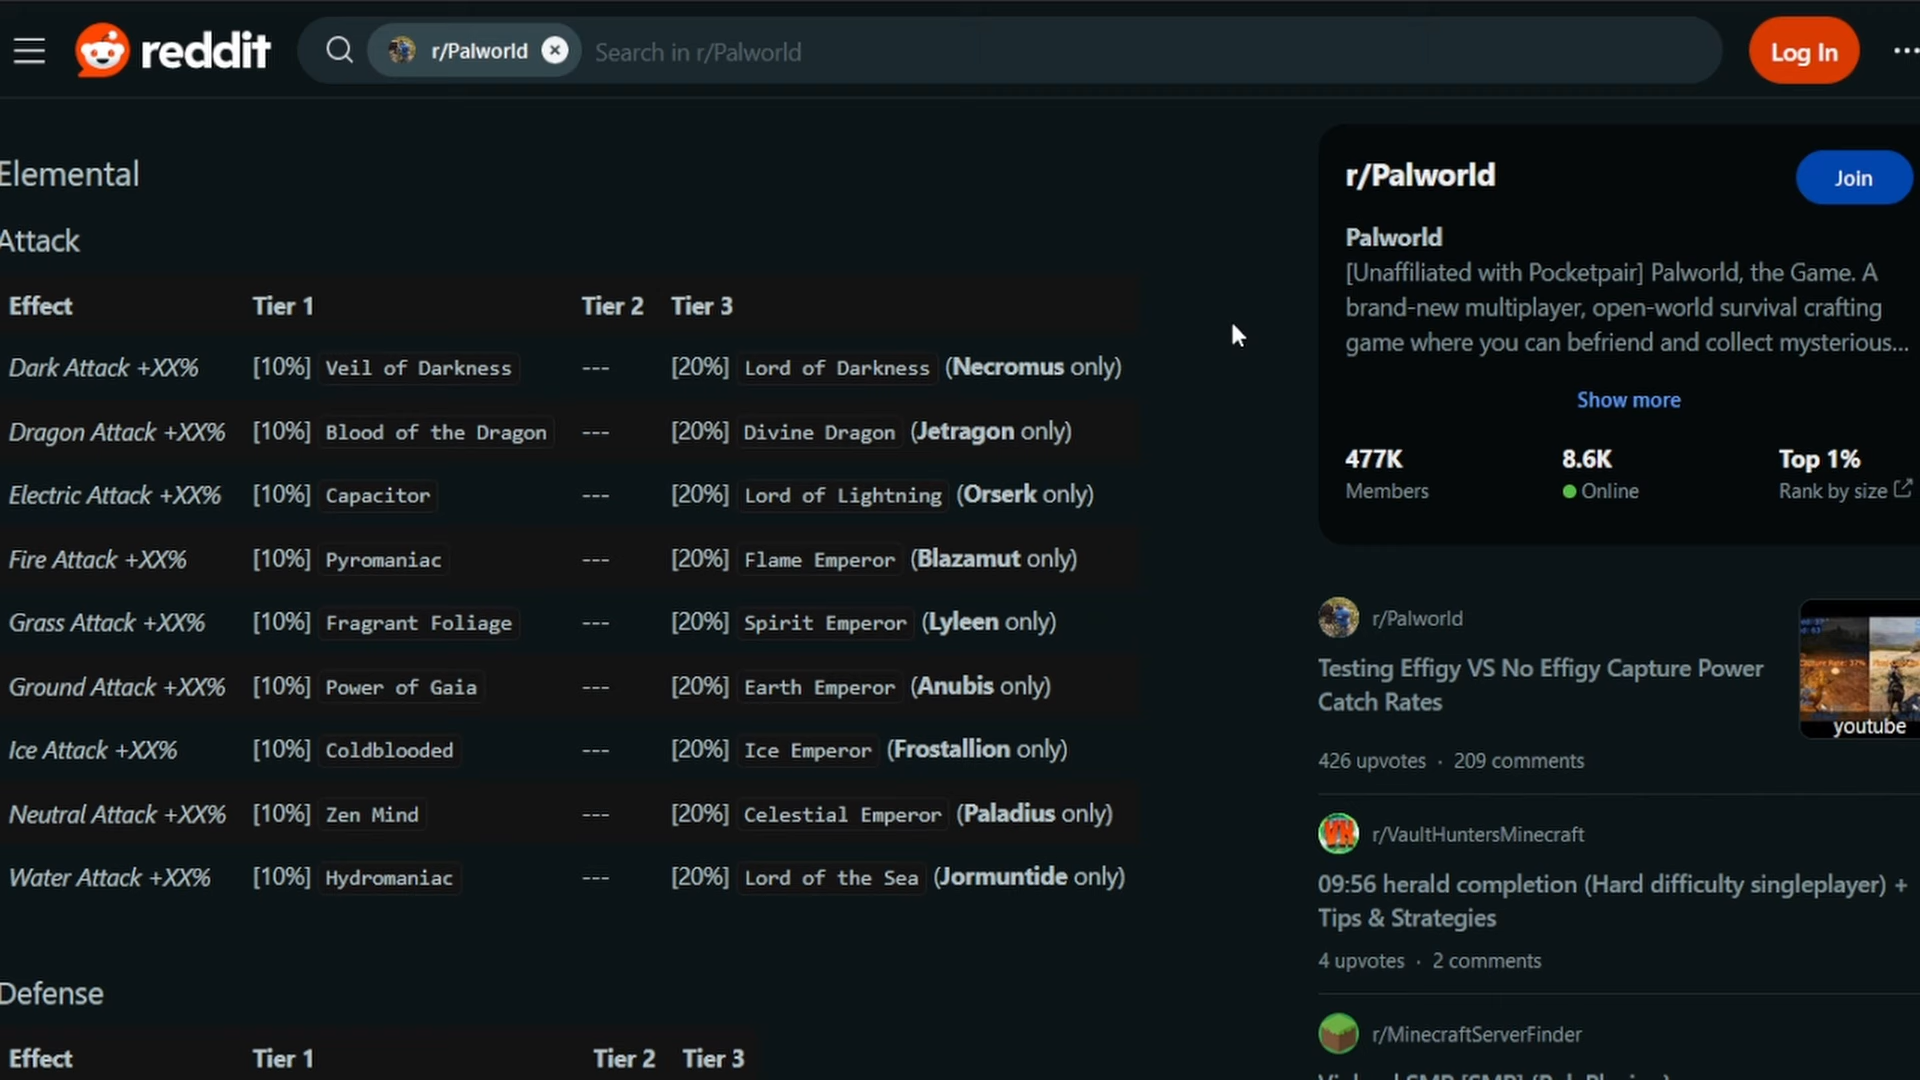 reddit
r/Palworld
Search in r/Palworld
Log In
Elemental
Attack
Effect Tier 1 Tier 2 Tier 3
Dark Attack +XX% [10%] Veil of Darkness --- [20%] Lord of Darkness (Necromus only)
Dragon Attack +XX% [10%] Blood of the Dragon --- [20%] Divine Dragon (Jetragon only)
Electric Attack +XX% [10%] Capacitor --- [20%] Lord of Lightning (Orserk only)
Fire Attack +XX% [10%] Pyromaniac --- [20%] Flame Emperor (Blazamut only)
Grass Attack +XX% [10%] Fragrant Foliage --- [20%] Spirit Emperor (Lyleen only)
Ground Attack +XX% [10%] Power of Gaia --- [20%] Earth Emperor (Anubis only)
Ice Attack +XX% [10%] Coldblooded --- [20%] Ice Emperor (Frostallion only)
Neutral Attack +XX% [10%] Zen Mind --- [20%] Celestial Emperor (Paladius only)
Water Attack +XX% [10%] Hydromaniac --- [20%] Lord of the Sea (Jormuntide only)
Defense
Effect Tier 1 Tier 2 Tier 3
r/Palworld
Join
Palworld
[Unaffiliated with Pocketpair] Palworld, the Game. A
brand-new multiplayer, open-world survival crafting
game where you can befriend and collect mysterious...
Show more
477K 8.6K Top 1%
Members Online Rank by size
r/Palworld
Testing Effigy VS No Effigy Capture Power
Catch Rates
youtube
426 upvotes · 209 comments
r/VaultHuntersMinecraft
09:56 herald completion (Hard difficulty singleplayer) +
Tips & Strategies
4 upvotes · 2 comments
r/MinecraftServerFinder